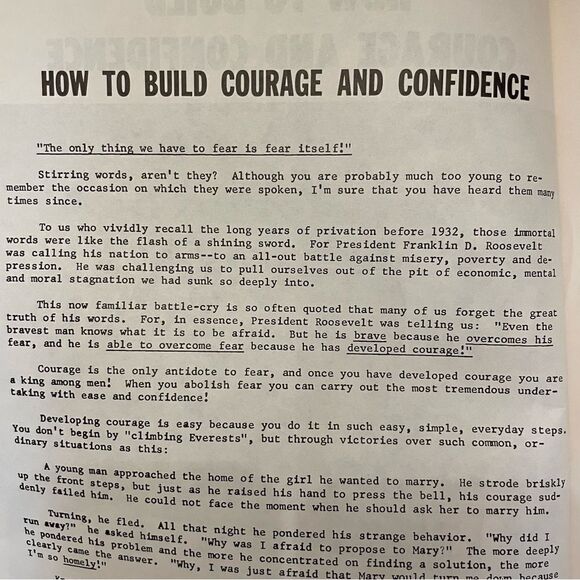 HOW TO BUILD COURAGE AND CONFIDENCE
"The only thing we have to fear is fear itself!"
Stirring words, aren't they? Although you are probably much too young to re-
member the occasion on which they were spoken, I'm sure that you have heard them many
times since.
To us who vividly recall the long years of privation before 1932, those immortal
words were like the flash of a shining sword. For President Franklin D. Roosevelt
was calling his nation to arms--to an all-out battle against misery, poverty and de-
pression. He was challenging us to pull ourselves out of the pit of economic, mental
and moral stagnation we had sunk so deeply into.
This now familiar battle-cry is so often quoted that many of us forget the great
truth of his words. For, in essence, President Roosevelt was telling us: "Even the
bravest man knows what it is to be afraid. But he is brave because he overcomes his
fear, and he is able to overcome fear because he has developed courage!"
Courage is the only antidote to fear, and once you have developed courage you are
a king among men! When you abolish fear you can carry out the most tremendous under-
taking with ease and confidence!
Developing courage is easy because you do it in such easy, simple, everyday steps.
You don't begin by "climbing Everests", but through victories over such common, or-
dinary situations as this:
A young man approached the home of the girl he wanted to marry. He strode briskly
up the front steps, but just as he raised his hand to press the bell, his courage sud-
denly failed him. He could not face the moment when he should ask her to marry him.
Turning, he fled. All that night he pondered his strange behavior. "Why did I
run away?" he asked himself. "Why was I afraid to propose to Mary?" The more deeply
he pondered his problem and the more he concentrated on finding a solution, the more
clearly came the answer. "Why, I was just afraid that Mary would turn me down because
I'm so homely!"